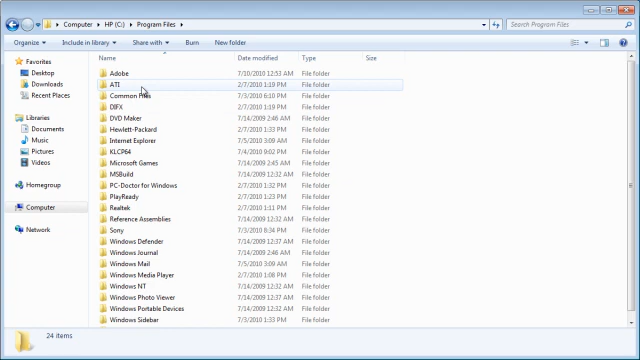 Computer ▸ HP (C:) ▸ Program Files ▸
Search Program Files
Organize Include in library Share with Burn New folder
Name Date modified Type Size
Favorites
Desktop
Downloads
Recent Places
Libraries
Documents
Music
Pictures
Videos
Homegroup
Computer
Network
Adobe 7/10/2010 12:53 AM File folder
ATI 2/7/2010 1:19 PM File folder
Common Files 7/3/2010 6:10 PM File folder
DIFX 2/7/2010 1:19 PM File folder
DVD Maker 7/14/2009 2:46 AM File folder
Hewlett-Packard 2/7/2010 1:33 PM File folder
Internet Explorer 7/5/2010 3:09 AM File folder
KLCP64 7/4/2010 9:02 PM File folder
Microsoft Games 7/14/2009 2:45 AM File folder
MSBuild 7/14/2009 12:32 AM File folder
PC-Doctor for Windows 2/7/2010 1:32 PM File folder
PlayReady 2/7/2010 1:33 PM File folder
Realtek 2/7/2010 1:11 PM File folder
Reference Assemblies 7/14/2009 12:32 AM File folder
Sony 7/3/2010 8:34 PM File folder
Windows Defender 7/14/2009 12:37 AM File folder
Windows Journal 7/14/2009 2:45 AM File folder
Windows Mail 7/5/2010 3:09 AM File folder
Windows Media Player 2/7/2010 1:08 PM File folder
Windows NT 7/14/2009 12:32 AM File folder
Windows Photo Viewer 7/14/2009 12:37 AM File folder
Windows Portable Devices 7/14/2009 12:32 AM File folder
Windows Sidebar 7/3/2010 1:33 PM File folder
24 items